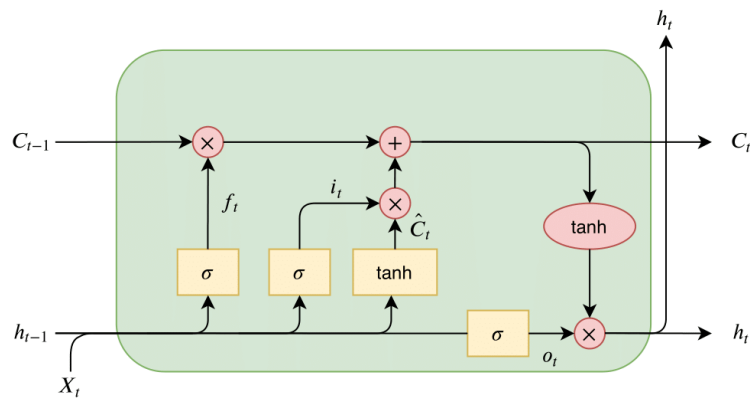 h_t
C_{t-1}
×
+
C_t
i_t
f_t
×
Ĉ_t
tanh
σ
σ
tanh
h_{t-1}
σ
×
h_t
o_t
X_t